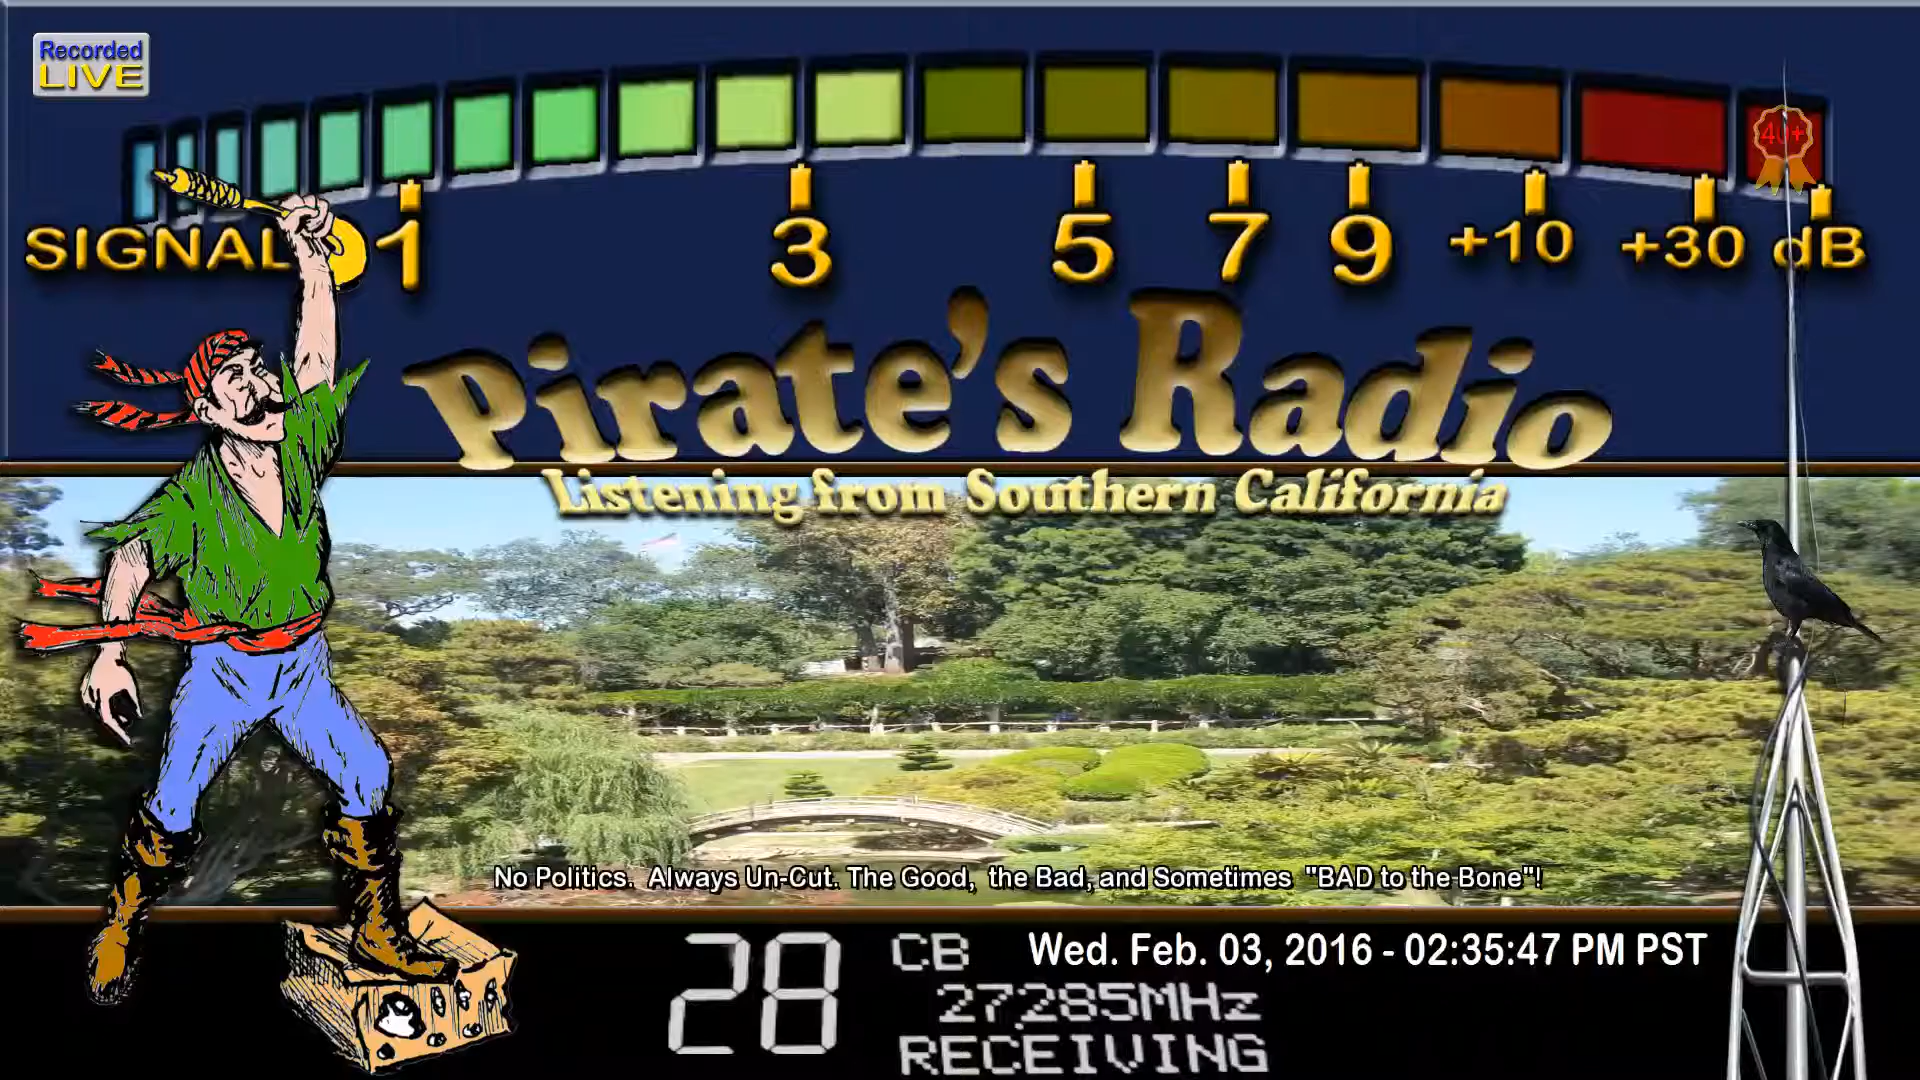 Recorded
LIVE
40+
SIGNAL 1 3 5 7 9 +10 +30 dB
Pirate's Radio
Listening from Southern California
No Politics. Always Un-Cut. The Good, the Bad, and Sometimes "BAD to the Bone"!
28 CB Wed. Feb. 03, 2016 - 02:35:47 PM PST
27.285MHz
RECEIVING